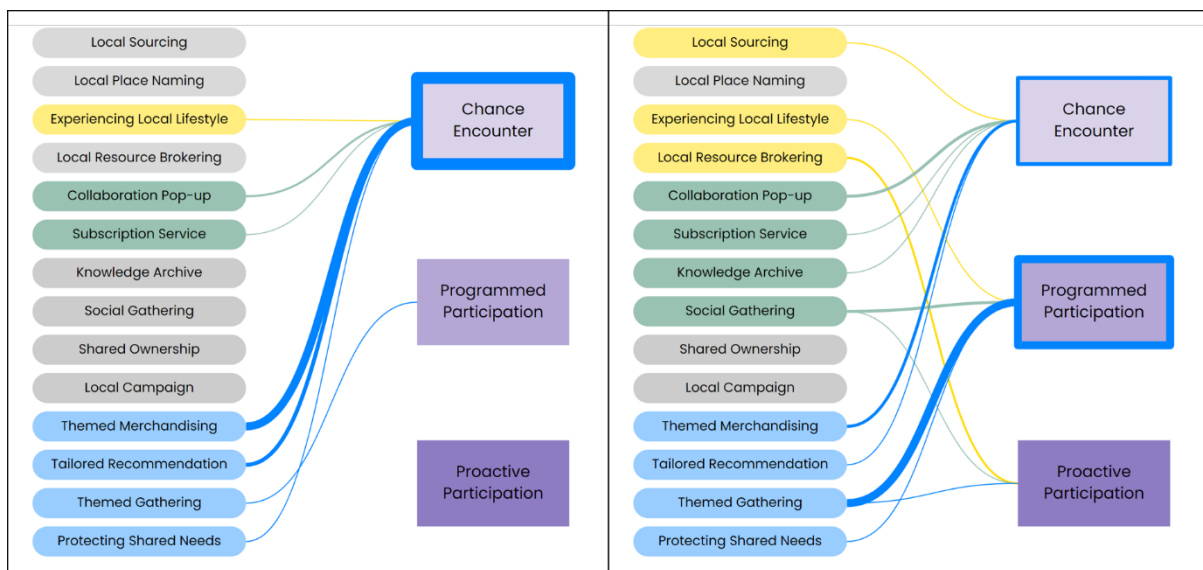 Local Sourcing
Local Place Naming
Experiencing Local Lifestyle
Local Resource Brokering
Collaboration Pop-up
Subscription Service
Knowledge Archive
Social Gathering
Shared Ownership
Local Campaign
Themed Merchandising
Tailored Recommendation
Themed Gathering
Protecting Shared Needs
Chance
Encounter
Programmed
Participation
Proactive
Participation
Local Sourcing
Local Place Naming
Experiencing Local Lifestyle
Local Resource Brokering
Collaboration Pop-up
Subscription Service
Knowledge Archive
Social Gathering
Shared Ownership
Local Campaign
Themed Merchandising
Tailored Recommendation
Themed Gathering
Protecting Shared Needs
Chance
Encounter
Programmed
Participation
Proactive
Participation